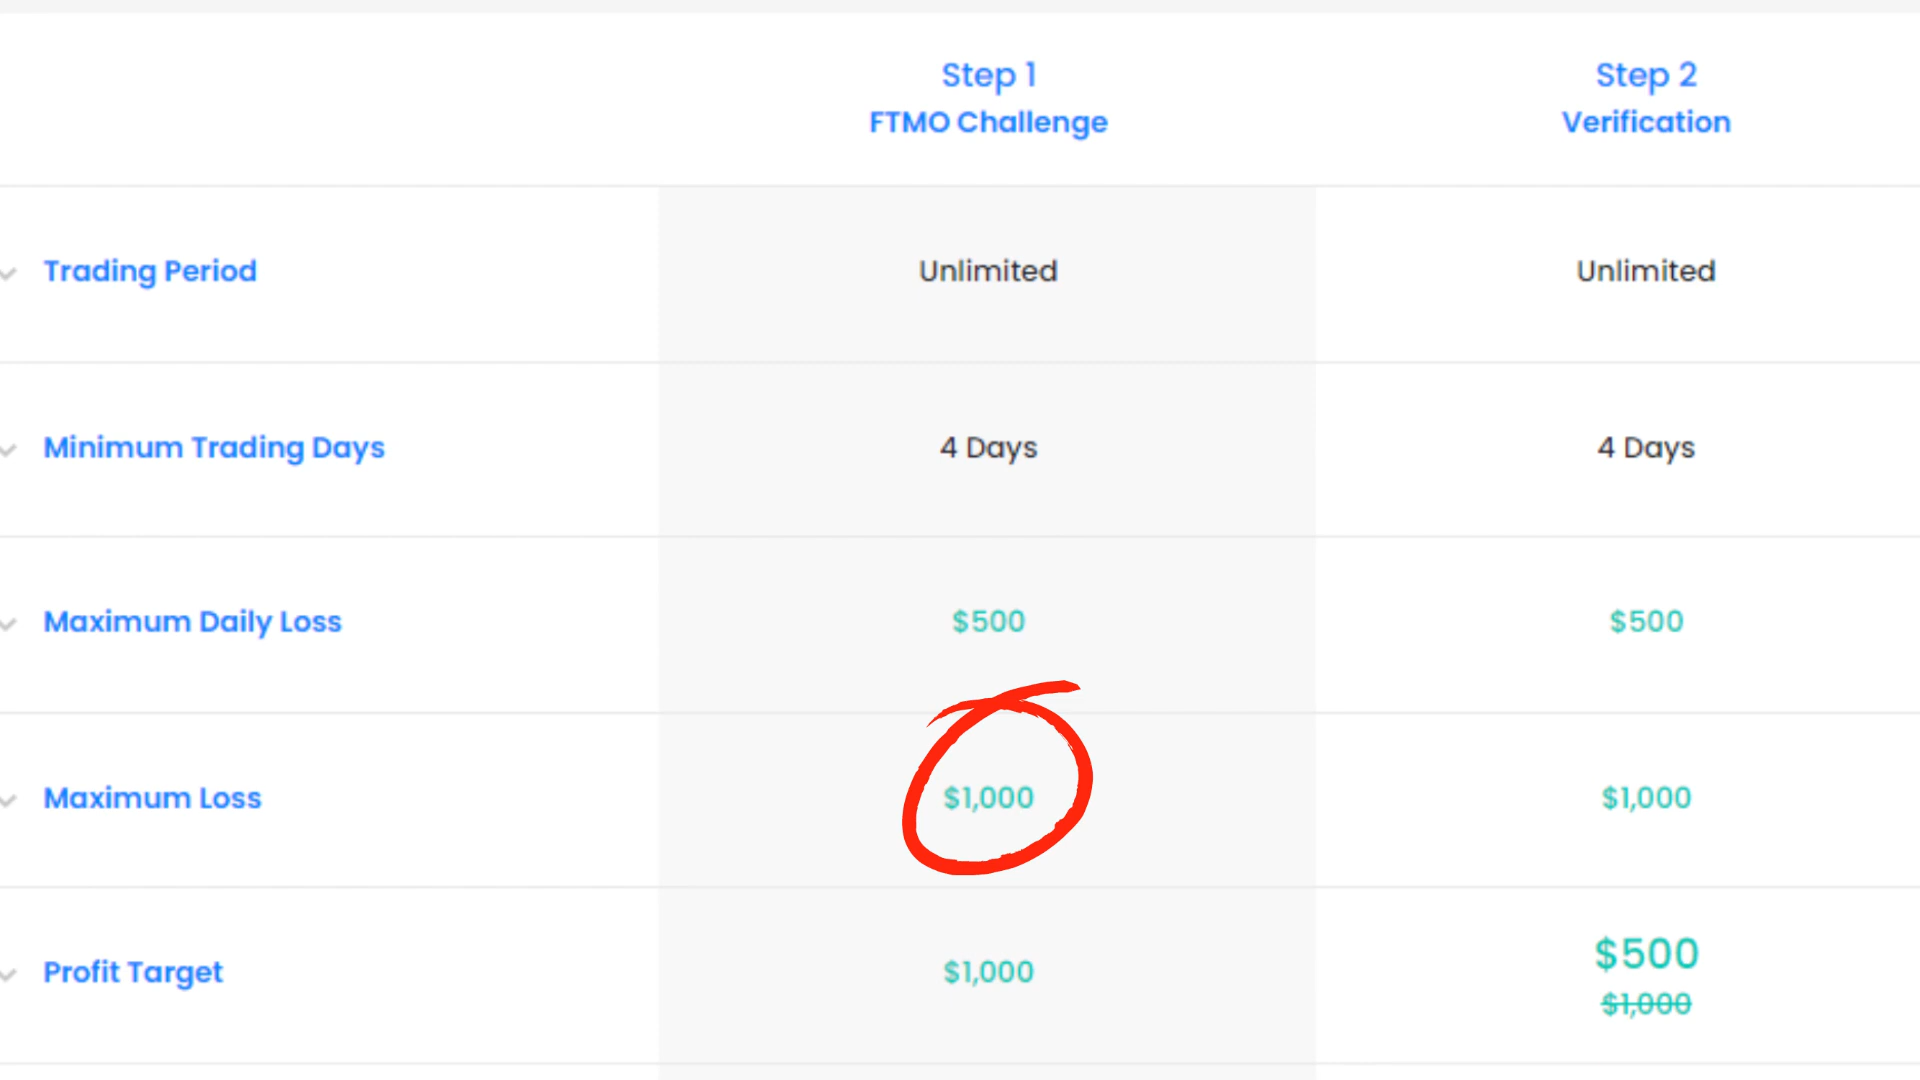 Step 1
FTMO Challenge
Step 2
Verification
Trading Period
Unlimited
Unlimited
Minimum Trading Days
4 Days
4 Days
Maximum Daily Loss
$500
$500
Maximum Loss
$1,000
$1,000
Profit Target
$1,000
$500
$1,000